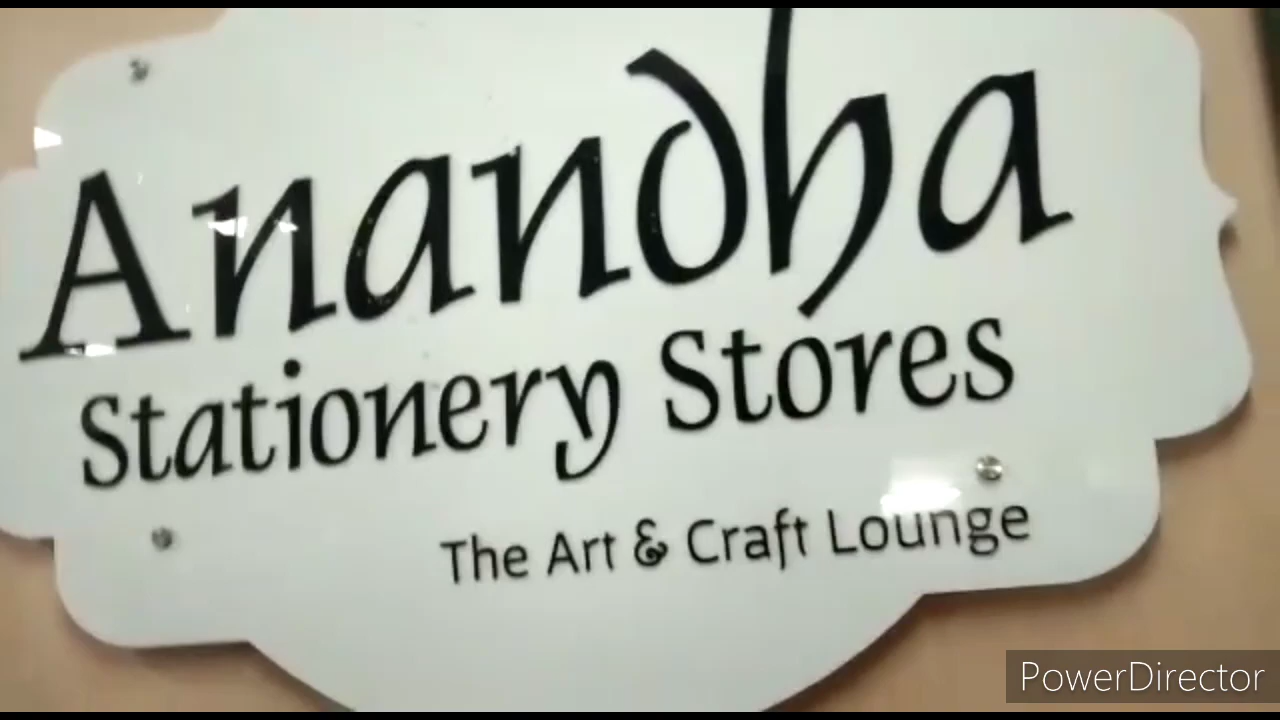 Anandha
Stationery Stores
The Art & Craft Lounge
PowerDirector